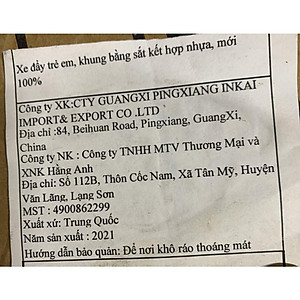 Xe đẩy trẻ em, khung bằng sắt kết hợp nhựa, mới
100%
Công ty XK:CTY GUANGXI PINGXIANG INKAI
IMPORT& EXPORT CO .,LTD
Địa chỉ :84, Beihuan Road, Pingxiang, GuangXi,
China
Công ty NK : Công ty TNHH MTV Thương Mại và
XNK Hằng Anh
Địa chỉ: Số 112B, Thôn Cốc Nam, Xã Tân Mỹ, Huyện
Văn Lãng, Lạng Sơn
MST : 4900862299
Xuất xứ: Trung Quốc
Năm sản xuất : 2021
Hướng dẫn bảo quản: Để nơi khô ráo thoáng mát